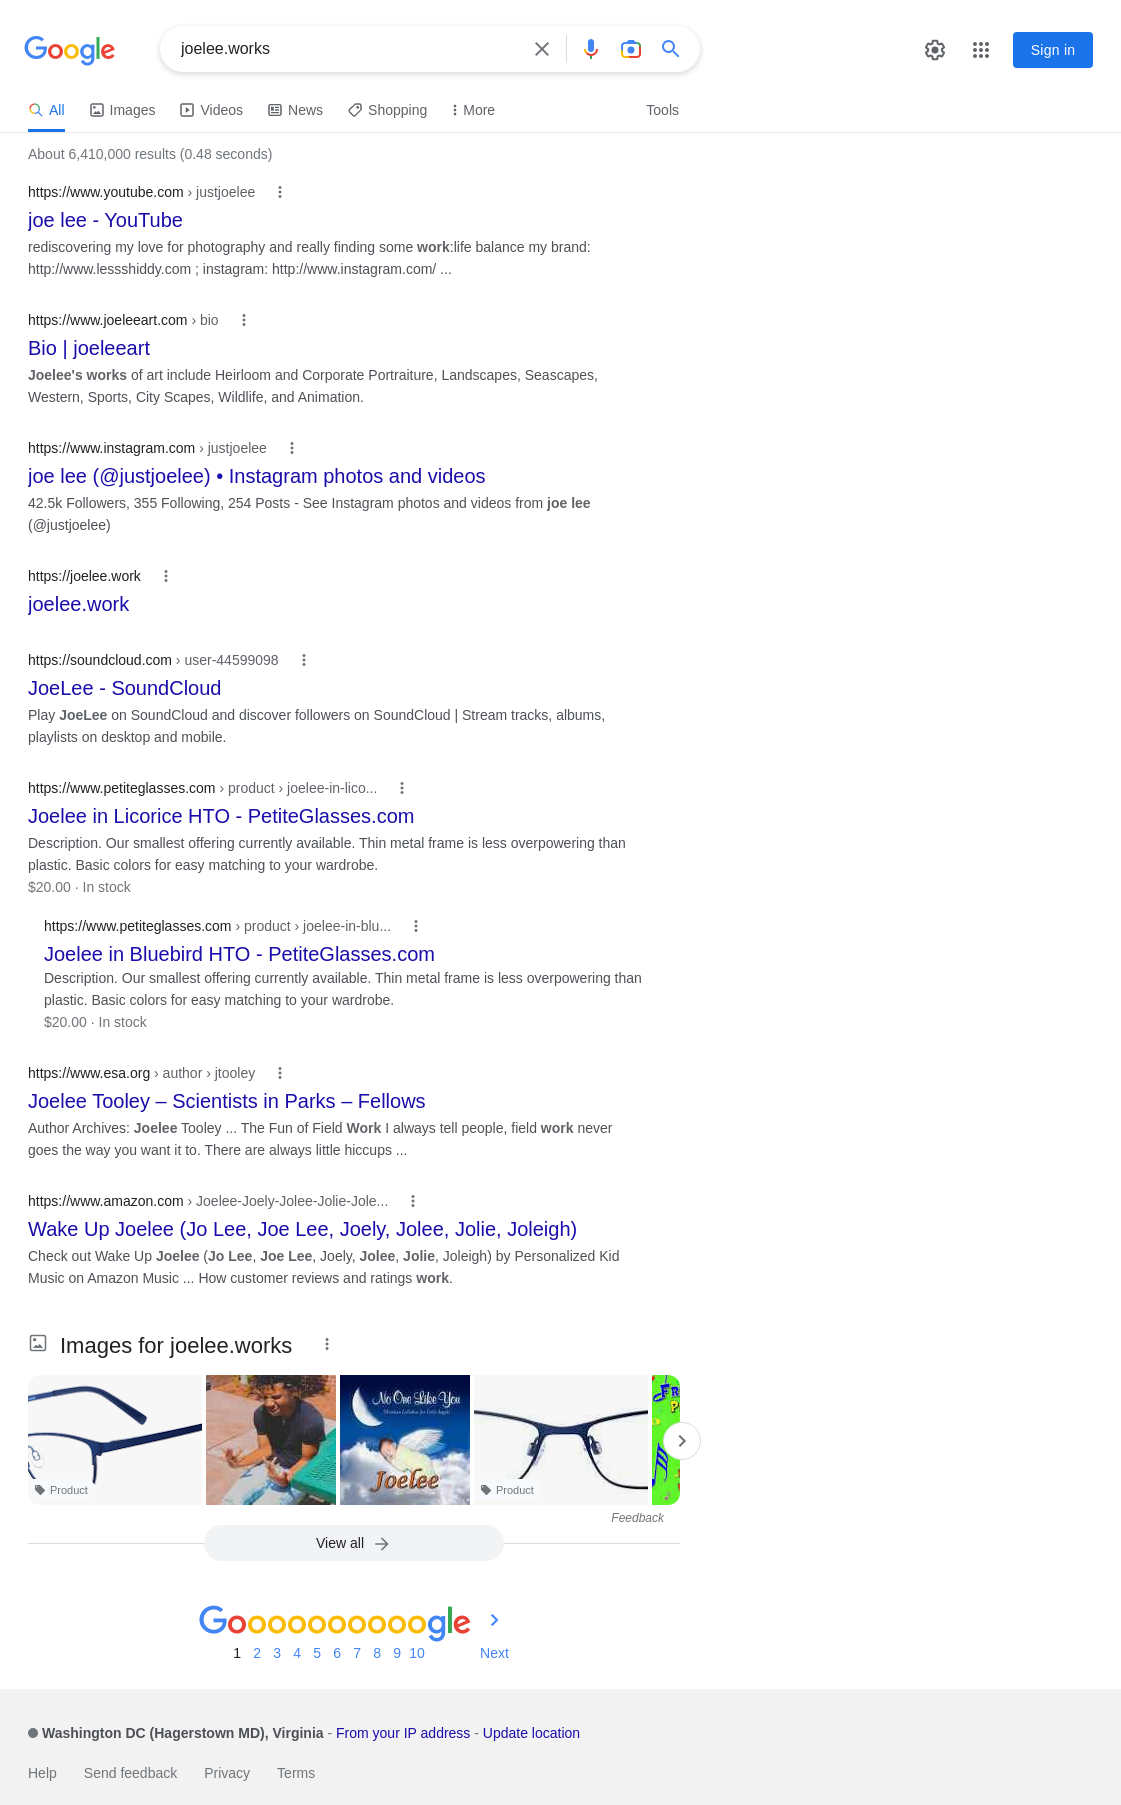 Google
joelee.works
Sign in
All
Images
Videos
News
Shopping
More
Tools
About 6,410,000 results (0.48 seconds)
https://www.youtube.com › justjoelee
joe lee - YouTube
rediscovering my love for photography and really finding some work:life balance my brand:
http://www.lessshiddy.com ; instagram: http://www.instagram.com/ ...
https://www.joeleeart.com › bio
Bio | joeleeart
Joelee's works of art include Heirloom and Corporate Portraiture, Landscapes, Seascapes,
Western, Sports, City Scapes, Wildlife, and Animation.
https://www.instagram.com › justjoelee
joe lee (@justjoelee) • Instagram photos and videos
42.5k Followers, 355 Following, 254 Posts - See Instagram photos and videos from joe lee
(@justjoelee)
https://joelee.work
joelee.work
https://soundcloud.com › user-44599098
JoeLee - SoundCloud
Play JoeLee on SoundCloud and discover followers on SoundCloud | Stream tracks, albums,
playlists on desktop and mobile.
https://www.petiteglasses.com › product › joelee-in-lico...
Joelee in Licorice HTO - PetiteGlasses.com
Description. Our smallest offering currently available. Thin metal frame is less overpowering than
plastic. Basic colors for easy matching to your wardrobe.
$20.00 · In stock
https://www.petiteglasses.com › product › joelee-in-blu...
Joelee in Bluebird HTO - PetiteGlasses.com
Description. Our smallest offering currently available. Thin metal frame is less overpowering than
plastic. Basic colors for easy matching to your wardrobe.
$20.00 · In stock
https://www.esa.org › author › jtooley
Joelee Tooley – Scientists in Parks – Fellows
Author Archives: Joelee Tooley ... The Fun of Field Work I always tell people, field work never
goes the way you want it to. There are always little hiccups ...
https://www.amazon.com › Joelee-Joely-Jolee-Jolie-Jole...
Wake Up Joelee (Jo Lee, Joe Lee, Joely, Jolee, Jolie, Joleigh)
Check out Wake Up Joelee (Jo Lee, Joe Lee, Joely, Jolee, Jolie, Joleigh) by Personalized Kid
Music on Amazon Music ... How customer reviews and ratings work.
Images for joelee.works
Product
No One Like You
Joelee
Product
Feedback
View all
Goooooooooogle
1 2 3 4 5 6 7 8 9 10 Next
Washington DC (Hagerstown MD), Virginia - From your IP address - Update location
Help Send feedback Privacy Terms